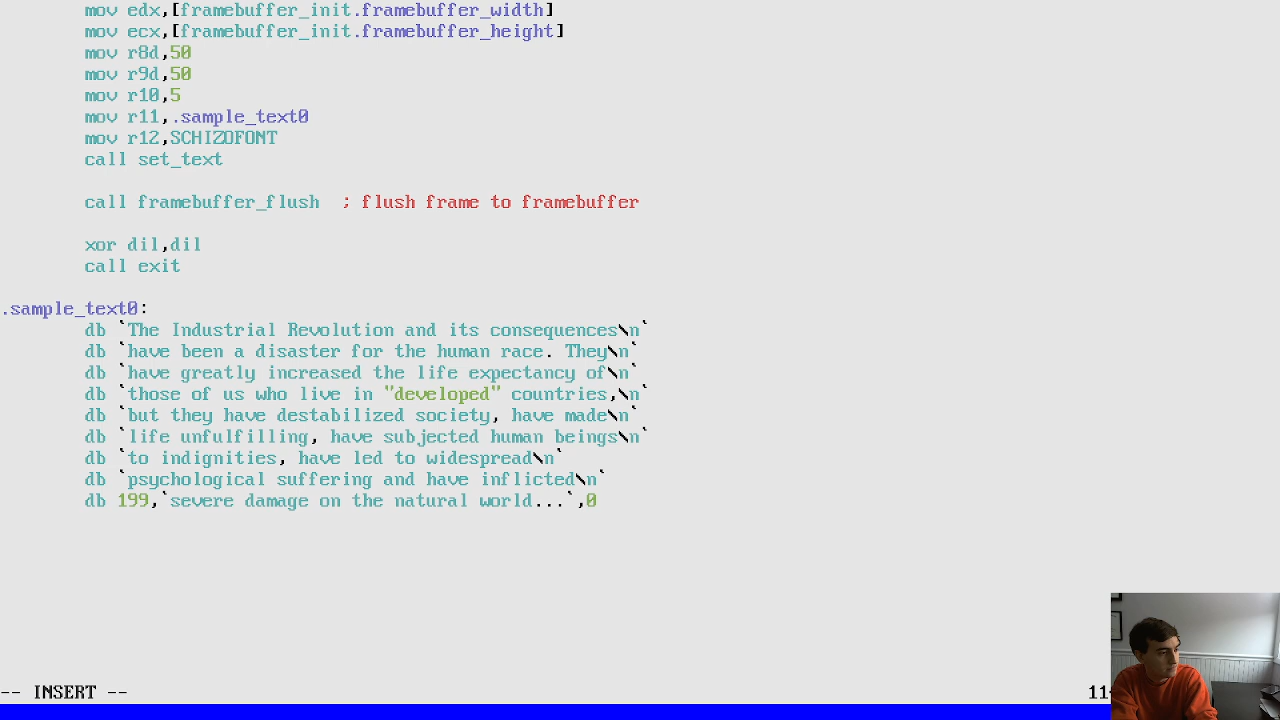 mov edx,[framebuffer_init.framebuffer_width]
mov ecx,[framebuffer_init.framebuffer_height]
mov r8d,50
mov r9d,50
mov r10,5
mov r11,.sample_text0
mov r12,SCHIZOFONT
call set_text
call framebuffer_flush  ; flush frame to framebuffer
xor dil,dil
call exit
.sample_text0:
db `The Industrial Revolution and its consequences\n`
db `have been a disaster for the human race. They\n`
db `have greatly increased the life expectancy of\n`
db `those of us who live in "developed" countries,\n`
db `but they have destabilized society, have made\n`
db `life unfulfilling, have subjected human beings\n`
db `to indignities, have led to widespread\n`
db `psychological suffering and have inflicted\n`
db 199,`severe damage on the natural world...`,0
-- INSERT --